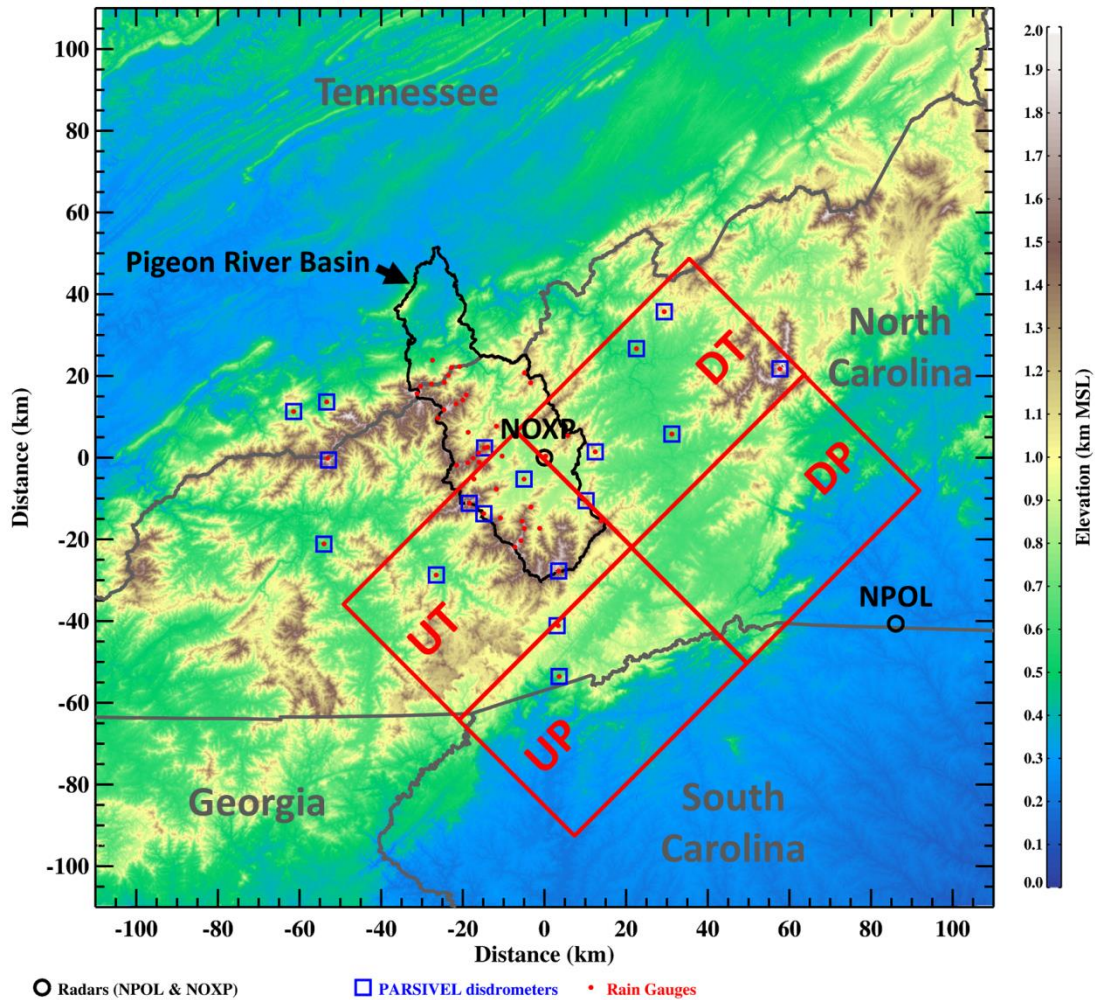 Tennessee
Pigeon River Basin
North
Carolina
DT
NOXP
DP
NPOL
UT
UP
Georgia
South
Carolina
100
80
60
40
20
0
-20
-40
-60
-80
-100
Distance (km)
-100 -80 -60 -40 -20 0 20 40 60 80 100
Distance (km)
2.0
1.9
1.8
1.7
1.6
1.5
1.4
1.3
1.2
1.1
1.0
0.9
0.8
0.7
0.6
0.5
0.4
0.3
0.2
0.1
0.0
Elevation (km MSL)
Radars (NPOL & NOXP) PARSIVEL disdrometers Rain Gauges